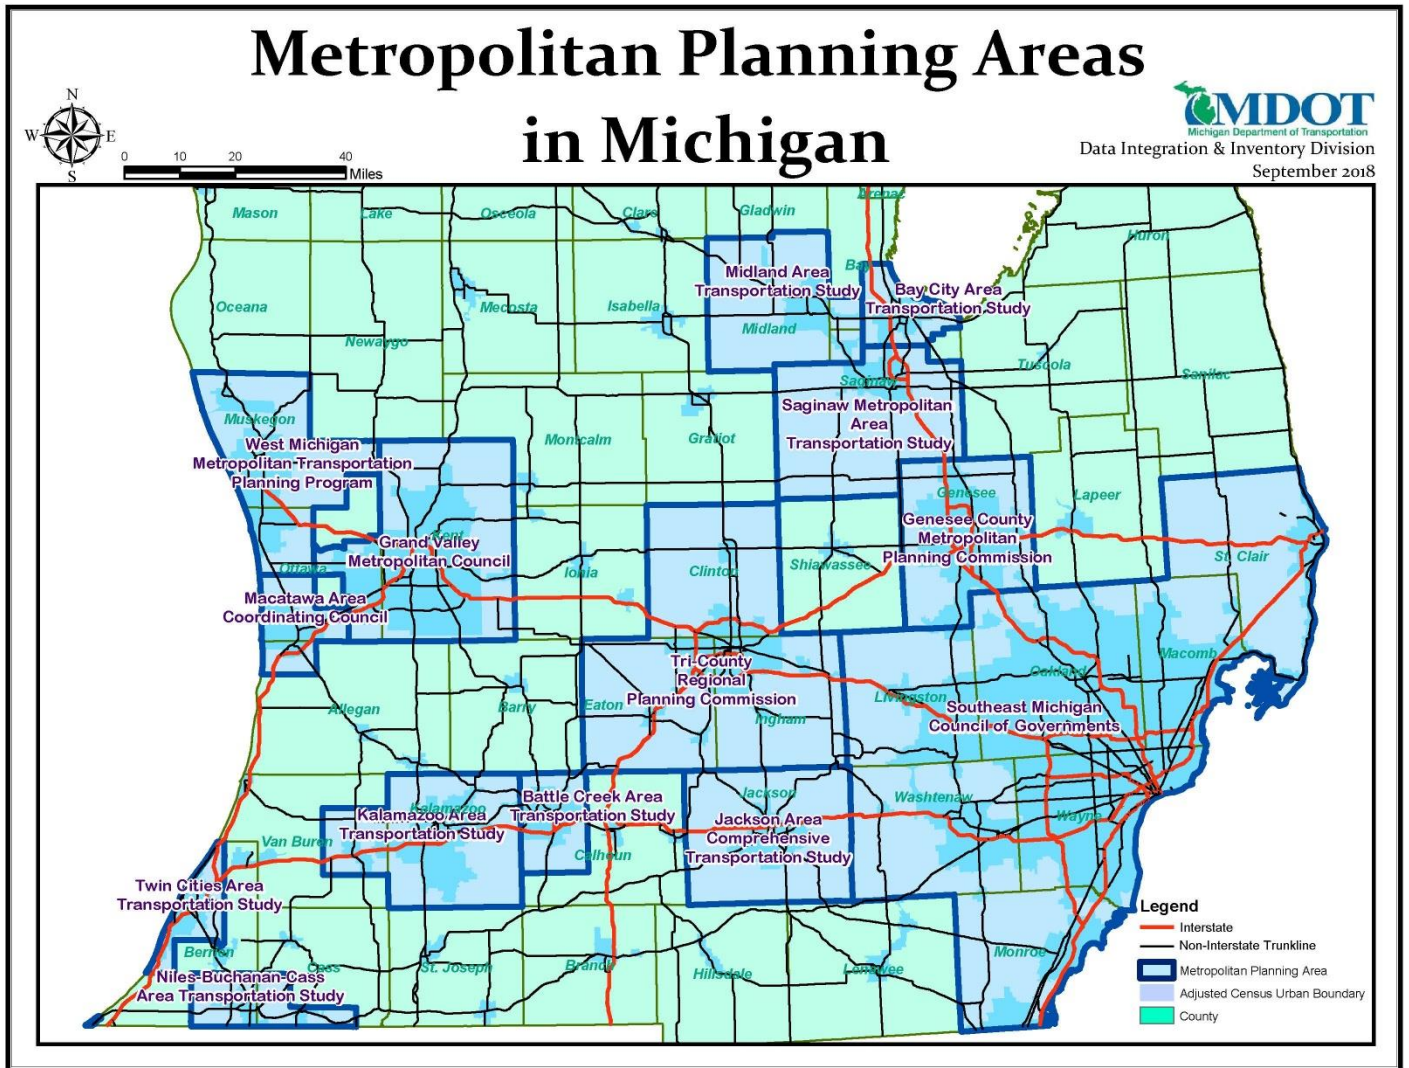 Metropolitan Planning Areas
in Michigan
N
W
E
S
0
10
20
40
Miles
MDOT
Michigan Department of Transportation
Data Integration & Inventory Division
September 2018
Mason
Lake
Osceola
Clare
Gladwin
Arenac
Huron
Midland Area
Transportation Study
Bay
Bay City Area
Transportation Study
Oceana
Mecosta
Isabella
Midland
Newaygo
Tuscola
Sanilac
Saginaw
Saginaw Metropolitan
Area
Transportation Study
Muskegon
West Michigan
Metropolitan Transportation
Planning Program
Montcalm
Gratiot
Genesee
Lapeer
Genesee County
Metropolitan
Planning Commission
Kent
Grand Valley
Metropolitan Council
Ottawa
Ionia
Clinton
Shiawassee
St. Clair
Macatawa Area
Coordinating Council
Tri-County
Regional
Planning Commission
Oakland
Macomb
Allegan
Barry
Eaton
Ingham
Livingston
Southeast Michigan
Council of Governments
Kalamazoo
Kalamazoo Area
Transportation Study
Battle Creek Area
Transportation Study
Jackson
Jackson Area
Comprehensive
Transportation Study
Washtenaw
Wayne
Van Buren
Calhoun
Twin Cities Area
Transportation Study
Berrien
Cass
St. Joseph
Branch
Hillsdale
Lenawee
Monroe
Niles-Buchanan-Cass
Area Transportation Study
Legend
Interstate
Non-Interstate Trunkline
Metropolitan Planning Area
Adjusted Census Urban Boundary
County